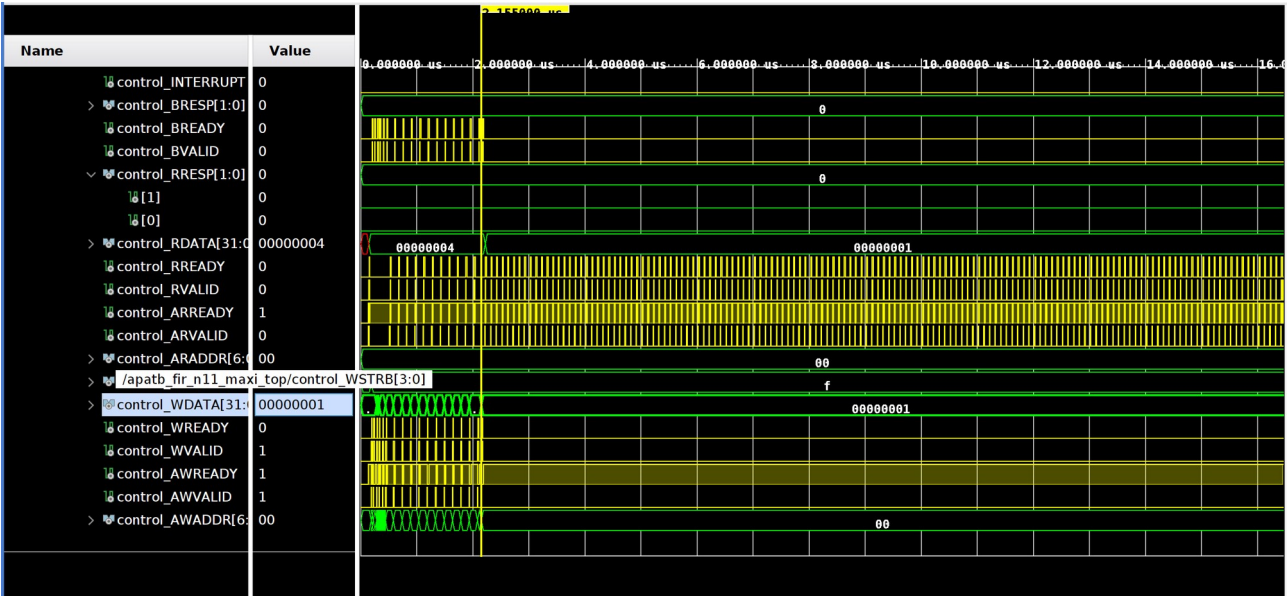 2.155000 us
Name Value
0.000000 us 2.000000 us 4.000000 us 6.000000 us 8.000000 us 10.000000 us 12.000000 us 14.000000 us 16.0
control_INTERRUPT 0
control_BRESP[1:0] 0 0
control_BREADY 0
control_BVALID 0
control_RRESP[1:0] 0 0
[1] 0
[0] 0
control_RDATA[31:0 00000004 00000004 00000001
control_RREADY 0
control_RVALID 0
control_ARREADY 1
control_ARVALID 0
control_ARADDR[6:0 00 00
/apatb_fir_n11_maxi_top/control_WSTRB[3:0] f
control_WDATA[31: 00000001 . . 00000001
control_WREADY 0
control_WVALID 1
control_AWREADY 1
control_AWVALID 1
control_AWADDR[6: 00 00